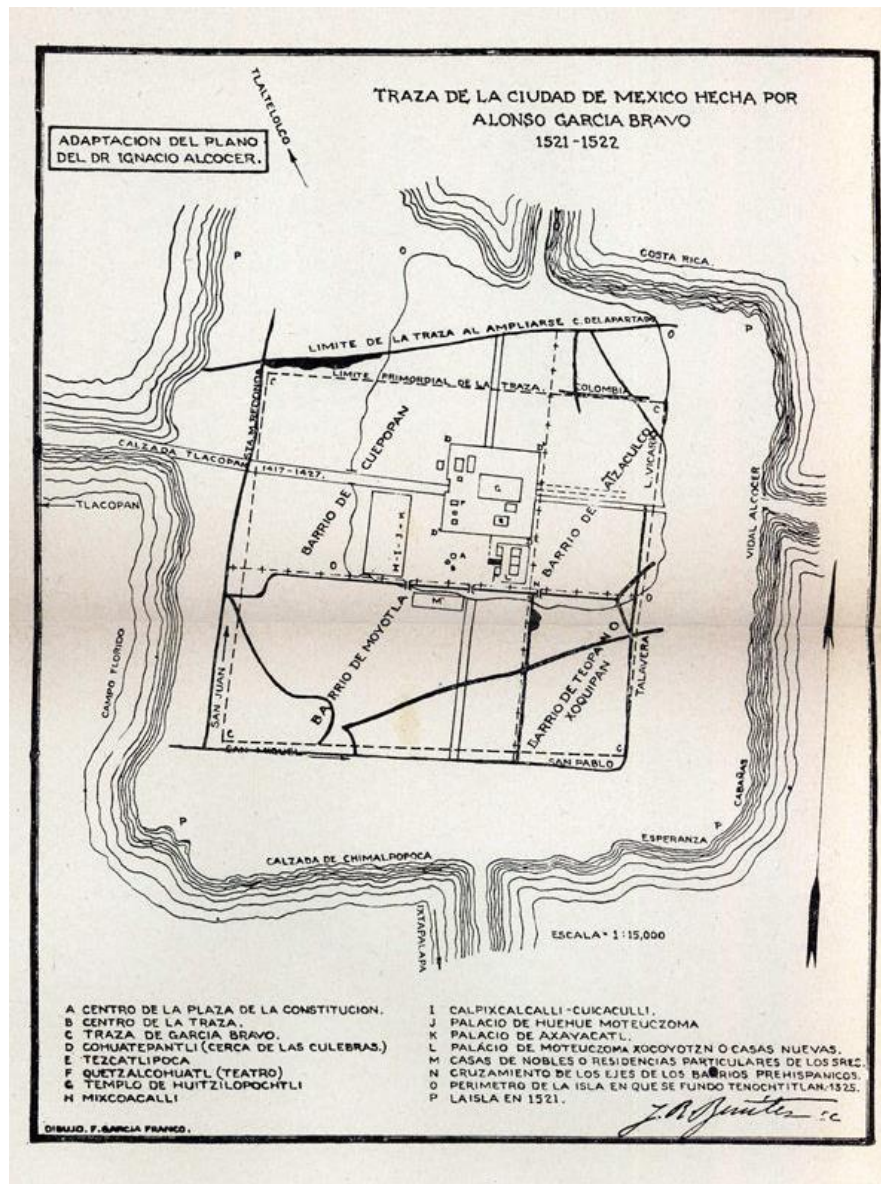 TRAZA DE LA CIUDAD DE MEXICO HECHA POR
ALONSO GARCIA BRAVO
1521-1522
ADAPTACION DEL PLANO
DEL DR IGNACIO ALCOCER.
TLALTELOLCO
P
O
COSTA RICA.
P
LIMITE DE LA TRAZA AL AMPLIARSE C. DEL APARTADO
O
LIMITE PRIMORDIAL DE LA TRAZA. COLOMBIA
C
C
STA M. REDONDA
CALZADA TLACOPAN 1417-1427.
TLACOPAN
BARRIO DE CUEPOPAN
D
D
G
F
D
BARRIO DE ATZACULCO
L. VICARIO
VIDAL ALCOCER
H-I-J-K
A
O
N
O
M
BARRIO DE MOYOTLA
BARRIO DE TEOPAN O
XOQUIPAN
TALAVERA
CAMPO FLORIDO
SAN JUAN
C
SAN MIGUEL
C
SAN PABLO
CABAÑAS
P
P
ESPERANZA
CALZADA DE CHIMALPOPOCA
IXTAPALAPA
ESCALA = 1:15,000
A CENTRO DE LA PLAZA DE LA CONSTITUCION.
B CENTRO DE LA TRAZA.
C TRAZA DE GARCIA BRAVO.
D COHUATEPANTLI (CERCA DE LAS CULEBRAS.)
E TEZCATLIPOCA
F QUETZALCOHUATL (TEATRO)
G TEMPLO DE HUITZILOPOCHTLI
H MIXCOACALLI
I CALPIXCALCALLI-CUICACULLI.
J PALACIO DE HUEHUE MOTEUCZOMA
K PALACIO DE AXAYACATL.
L PALACIO DE MOTEUCZOMA XOCOYOTZN O CASAS NUEVAS.
M CASAS DE NOBLES O RESIDENCIAS PARTICULARES DE LOS SRES.
N CRUZAMIENTO DE LOS EJES DE LOS BARRIOS PREHISPANICOS.
O PERIMETRO DE LA ISLA EN QUE SE FUNDO TENOCHTITLAN.-1325.
P LA ISLA EN 1521.
J. R. Benítez
DIBUJO. F. GARCIA FRANCO.